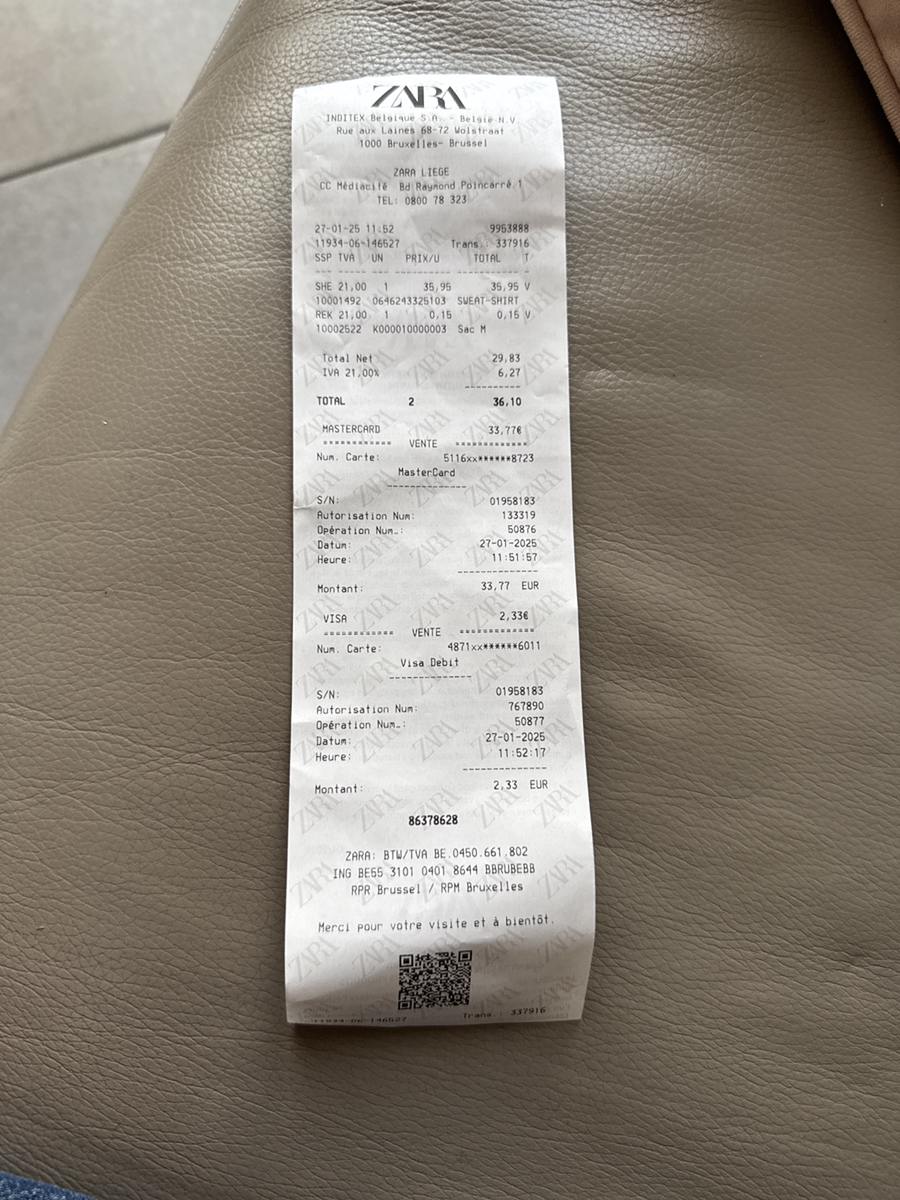 ZARA
INDITEX Belgique S.A. - België N.V.
Rue aux Laines 68-72 Wolstraat
1000 Bruxelles- Brussel
ZARA LIEGE
CC Médiacité Bd Raymond Poincarré 1
TEL: 0800 78 323
27-01-25 11:52 9953888
11934-06-146527 Trans.: 337916
SSP TVA UN PRIX/U TOTAL T
SHE 21,00 1 35,95 35,95 V
10001492 0646243325103 SWEAT-SHIRT
REK 21,00 1 0,15 0,15 V
10002522 K000010000003 Sac M
Total Net 29,83
IVA 21,00% 6,27
TOTAL 2 36,10
MASTERCARD 33,77€
============ VENTE ============
Num. Carte: 5116xx******8723
MasterCard
S/N: 01958183
Autorisation Num: 133319
Opération Num.: 50876
Datum: 27-01-2025
Heure: 11:51:57
Montant: 33,77 EUR
VISA 2,33€
============ VENTE ============
Num. Carte: 4871xx******6011
Visa Debit
S/N: 01958183
Autorisation Num: 767890
Opération Num.: 50877
Datum: 27-01-2025
Heure: 11:52:17
Montant: 2,33 EUR
86378628
ZARA: BTW/TVA BE.0450.661.802
ING BE55 3101 0401 8644 BBRUBEBB
RPR Brussel / RPM Bruxelles
Merci pour votre visite et à bientôt.
11934-06-146527 Trans.: 337916